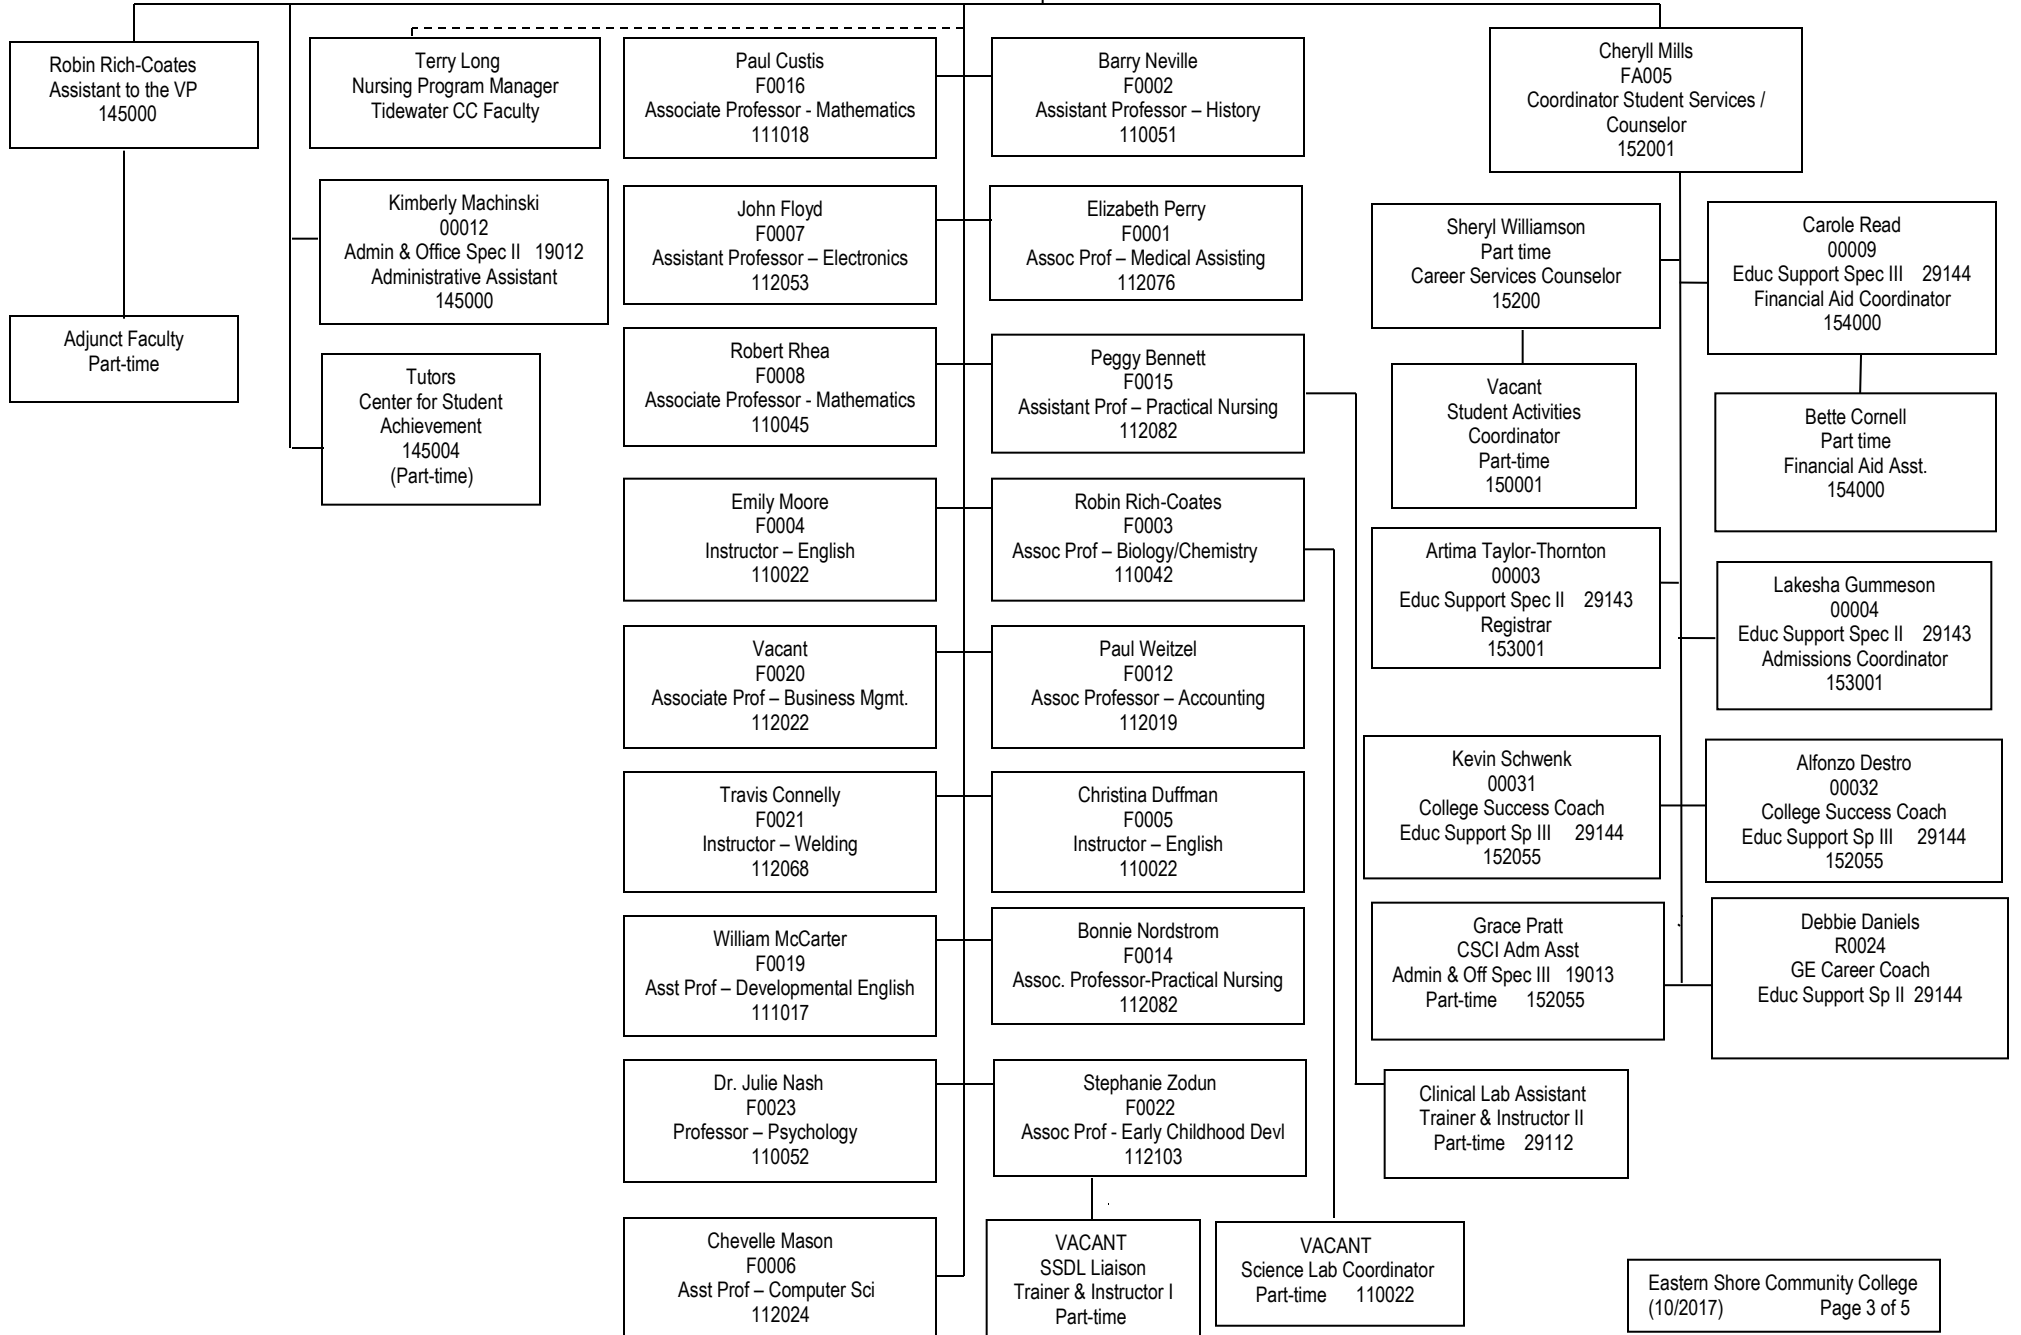 Robin Rich-Coates
Assistant to the VP
145000
Adjunct Faculty
Part-time
Terry Long
Nursing Program Manager
Tidewater CC Faculty
Kimberly Machinski
00012
Admin & Office Spec II 19012
Administrative Assistant
145000
Tutors
Center for Student
Achievement
145004
(Part-time)
Paul Custis
F0016
Associate Professor - Mathematics
111018
Barry Neville
F0002
Assistant Professor – History
110051
John Floyd
F0007
Assistant Professor – Electronics
112053
Elizabeth Perry
F0001
Assoc Prof – Medical Assisting
112076
Robert Rhea
F0008
Associate Professor - Mathematics
110045
Peggy Bennett
F0015
Assistant Prof – Practical Nursing
112082
Emily Moore
F0004
Instructor – English
110022
Robin Rich-Coates
F0003
Assoc Prof – Biology/Chemistry
110042
Vacant
F0020
Associate Prof – Business Mgmt.
112022
Paul Weitzel
F0012
Assoc Professor – Accounting
112019
Travis Connelly
F0021
Instructor – Welding
112068
Christina Duffman
F0005
Instructor – English
110022
William McCarter
F0019
Asst Prof – Developmental English
111017
Bonnie Nordstrom
F0014
Assoc. Professor-Practical Nursing
112082
Dr. Julie Nash
F0023
Professor – Psychology
110052
Stephanie Zodun
F0022
Assoc Prof - Early Childhood Devl
112103
Chevelle Mason
F0006
Asst Prof – Computer Sci
112024
VACANT
SSDL Liaison
Trainer & Instructor I
Part-time
VACANT
Science Lab Coordinator
Part-time 110022
Cheryll Mills
FA005
Coordinator Student Services /
Counselor
152001
Sheryl Williamson
Part time
Career Services Counselor
15200
Carole Read
00009
Educ Support Spec III 29144
Financial Aid Coordinator
154000
Vacant
Student Activities
Coordinator
Part-time
150001
Bette Cornell
Part time
Financial Aid Asst.
154000
Artima Taylor-Thornton
00003
Educ Support Spec II 29143
Registrar
153001
Lakesha Gummeson
00004
Educ Support Spec II 29143
Admissions Coordinator
153001
Kevin Schwenk
00031
College Success Coach
Educ Support Sp III 29144
152055
Alfonzo Destro
00032
College Success Coach
Educ Support Sp III 29144
152055
Grace Pratt
CSCI Adm Asst
Admin & Off Spec III 19013
Part-time 152055
Debbie Daniels
R0024
GE Career Coach
Educ Support Sp II 29144
Clinical Lab Assistant
Trainer & Instructor II
Part-time 29112
Eastern Shore Community College
(10/2017) Page 3 of 5